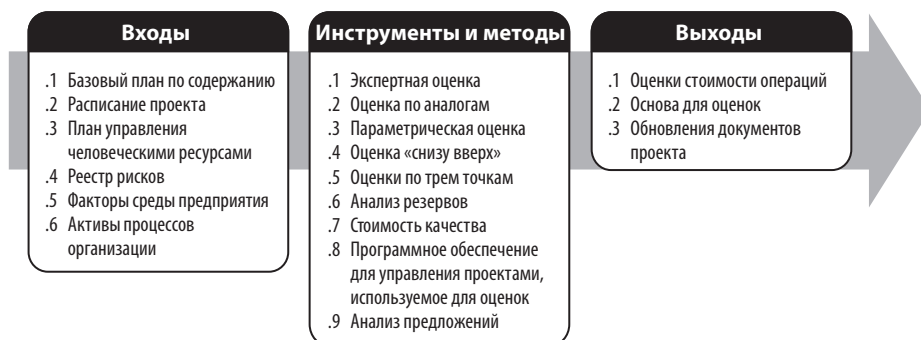 Входы
.1 Базовый план по содержанию
.2 Расписание проекта
.3 План управления
человеческими ресурсами
.4 Реестр рисков
.5 Факторы среды предприятия
.6 Активы процессов
организации
Инструменты и методы
.1 Экспертная оценка
.2 Оценка по аналогам
.3 Параметрическая оценка
.4 Оценка «снизу вверх»
.5 Оценки по трем точкам
.6 Анализ резервов
.7 Стоимость качества
.8 Программное обеспечение
для управления проектами,
используемое для оценок
.9 Анализ предложений
Выходы
.1 Оценки стоимости операций
.2 Основа для оценок
.3 Обновления документов
проекта